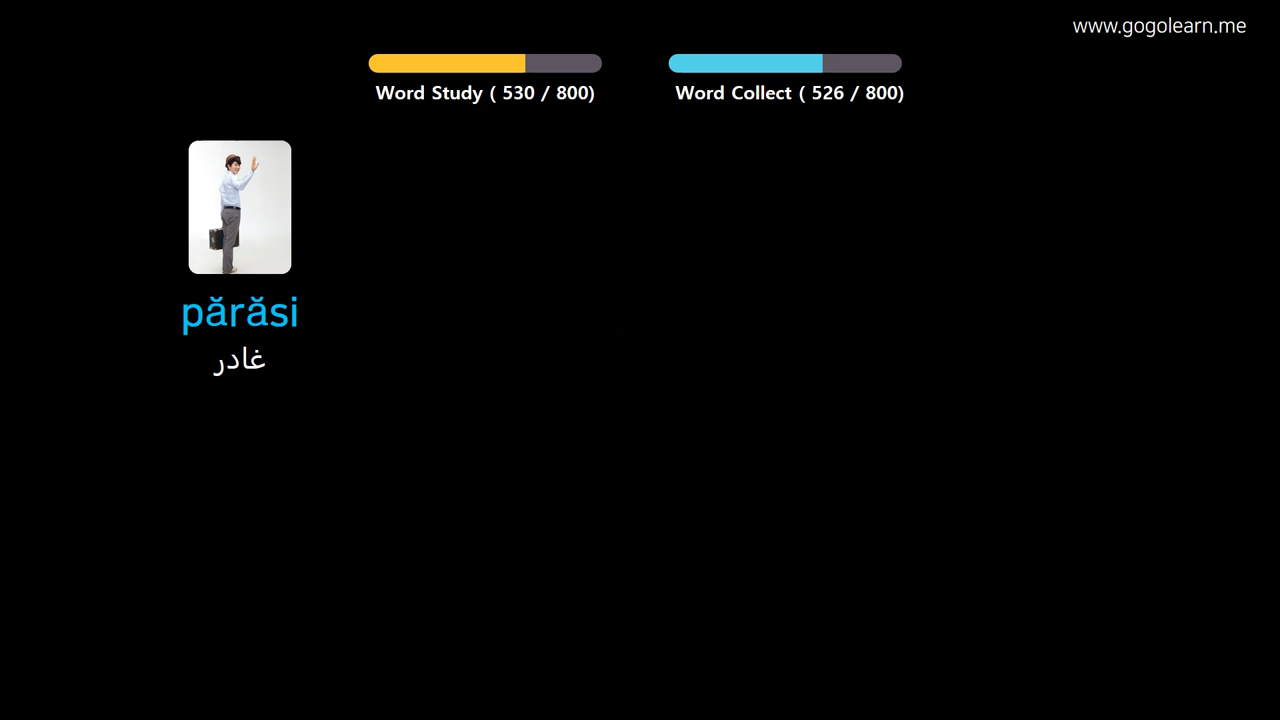 www.gogolearn.me
Word Study ( 530 / 800)
Word Collect ( 526 / 800)
părăsi
غادر